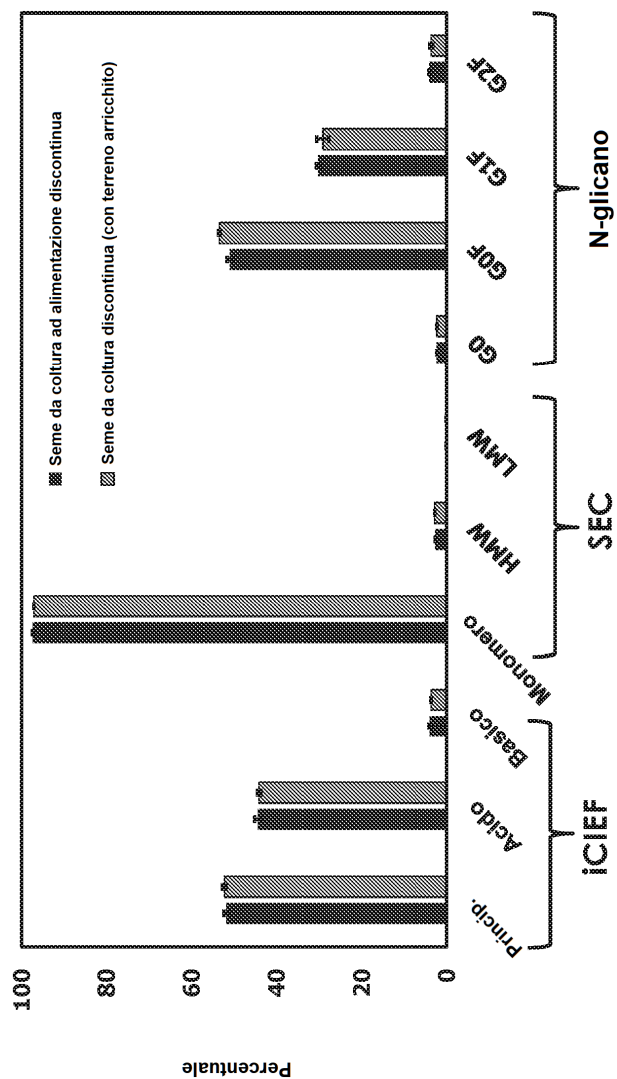 Percentuale
100
80
60
40
20
0
Seme da coltura ad alimentazione discontinua
Seme da coltura discontinua (con terreno arricchito)
Princip.
Acido
Basico
Monomero
HMW
LMW
G0
G0F
G1F
G2F
iCIEF
SEC
N-glicano